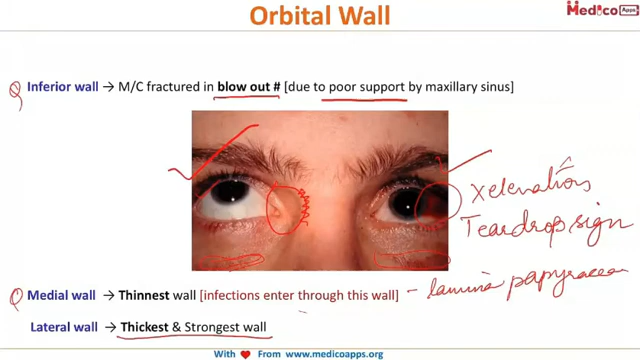 Orbital Wall
Medico Apps
Q Inferior wall → M/C fractured in blow out # [due to poor support by maxillary sinus]
X elevation
Teardrop sign
Q Medial wall → Thinnest wall [infections enter through this wall] - lamina papyracea
Lateral wall → Thickest & Strongest wall
With ❤ From www.medicoapps.org